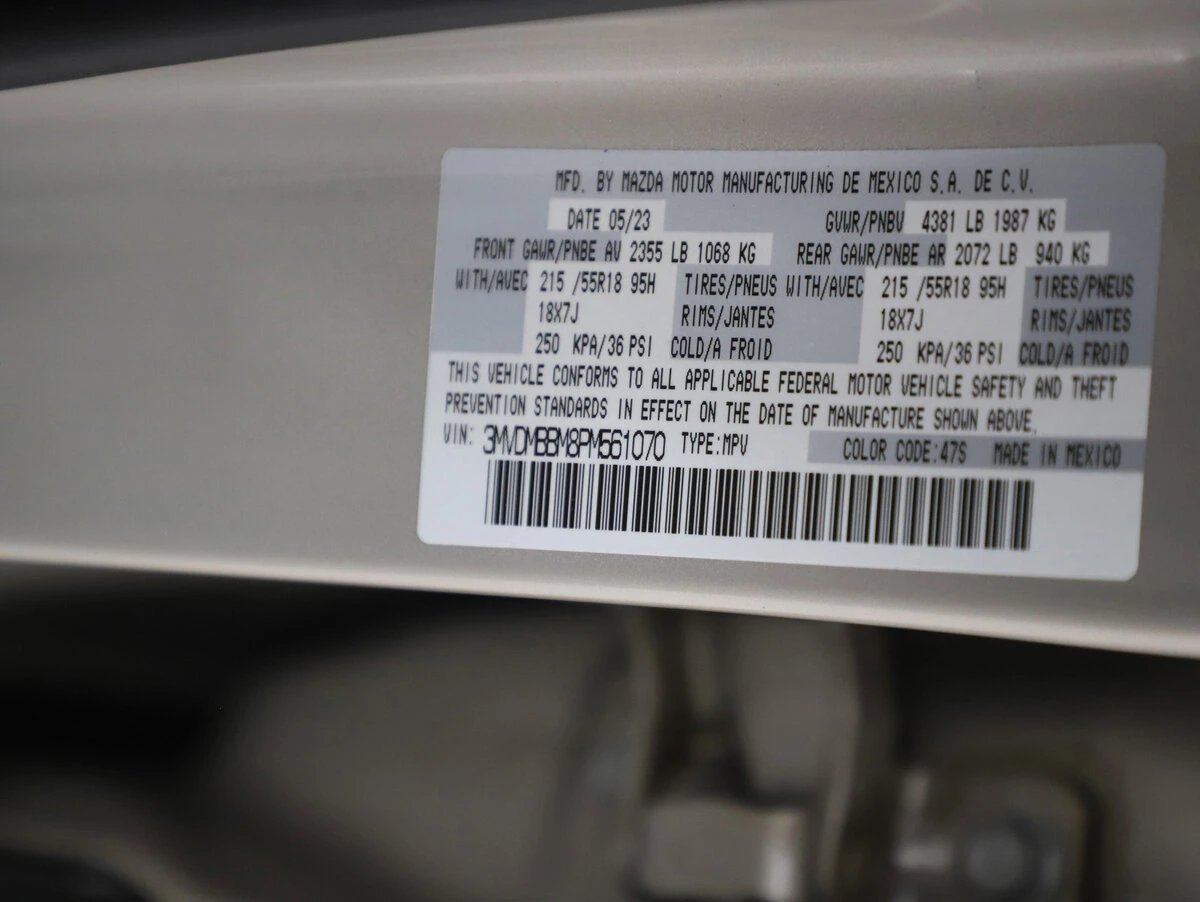 MFD. BY MAZDA MOTOR MANUFACTURING DE MEXICO S.A. DE C.V.
DATE 05/23 GVWR/PNBV 4381 LB 1987 KG
FRONT GAWR/PNBE AV 2355 LB 1068 KG REAR GAWR/PNBE AR 2072 LB 940 KG
WITH/AVEC 215 /55R18 95H TIRES/PNEUS WITH/AVEC 215 /55R18 95H TIRES/PNEUS
18X7J RIMS/JANTES 18X7J RIMS/JANTES
250 KPA/36 PSI COLD/A FROID 250 KPA/36 PSI COLD/A FROID
THIS VEHICLE CONFORMS TO ALL APPLICABLE FEDERAL MOTOR VEHICLE SAFETY AND THEFT
PREVENTION STANDARDS IN EFFECT ON THE DATE OF MANUFACTURE SHOWN ABOVE.
VIN: 3MVDMBBM8PM561070 TYPE:MPV COLOR CODE:47S MADE IN MEXICO